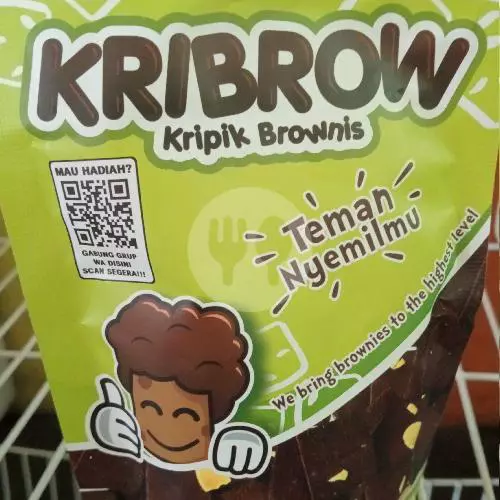 KRIBROW
Kripik Brownis
MAU HADIAH?
GABUNG GRUP
WA DISINI
SCAN SEGERA!!!
Teman
Nyemilmu
We bring brownies to the highest level